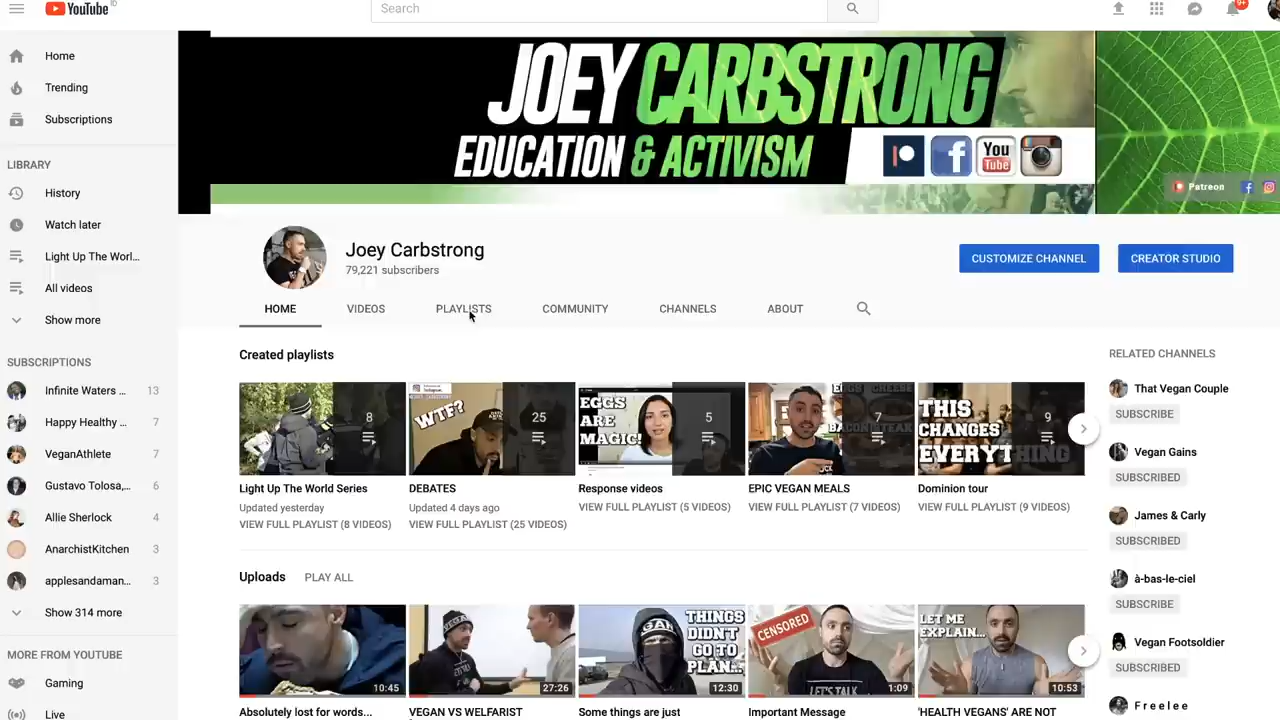 YouTube ID
Search
9+
Home
Trending
Subscriptions
LIBRARY
History
Watch later
Light Up The Worl...
All videos
Show more
SUBSCRIPTIONS
Infinite Waters ... 13
Happy Healthy ... 7
VeganAthlete 7
Gustavo Tolosa,... 6
Allie Sherlock 4
AnarchistKitchen 3
applesandaman... 3
Show 314 more
MORE FROM YOUTUBE
Gaming
Live
JOEY CARBSTRONG
EDUCATION & ACTIVISM
You Tube
Patreon
Joey Carbstrong
79,221 subscribers
CUSTOMIZE CHANNEL
CREATOR STUDIO
HOME VIDEOS PLAYLISTS COMMUNITY CHANNELS ABOUT
Created playlists
8
WTF?
25
EGGS
ARE
MAGIC!
5
7
THIS
CHANGES
EVERYTHING
9
Light Up The World Series
Updated yesterday
VIEW FULL PLAYLIST (8 VIDEOS)
DEBATES
Updated 4 days ago
VIEW FULL PLAYLIST (25 VIDEOS)
Response videos
VIEW FULL PLAYLIST (5 VIDEOS)
EPIC VEGAN MEALS
VIEW FULL PLAYLIST (7 VIDEOS)
Dominion tour
VIEW FULL PLAYLIST (9 VIDEOS)
Uploads PLAY ALL
10:45
27:26
THINGS
DIDN'T
GO TO
PLAN...
12:30
CENSORED
LET'S TALK
1:09
LET ME
EXPLAIN...
10:53
Absolutely lost for words...
VEGAN VS WELFARIST
Some things are just
Important Message
'HEALTH VEGANS' ARE NOT
RELATED CHANNELS
That Vegan Couple
SUBSCRIBE
Vegan Gains
SUBSCRIBED
James & Carly
SUBSCRIBED
à-bas-le-ciel
SUBSCRIBE
Vegan Footsoldier
SUBSCRIBED
F r e e l e e